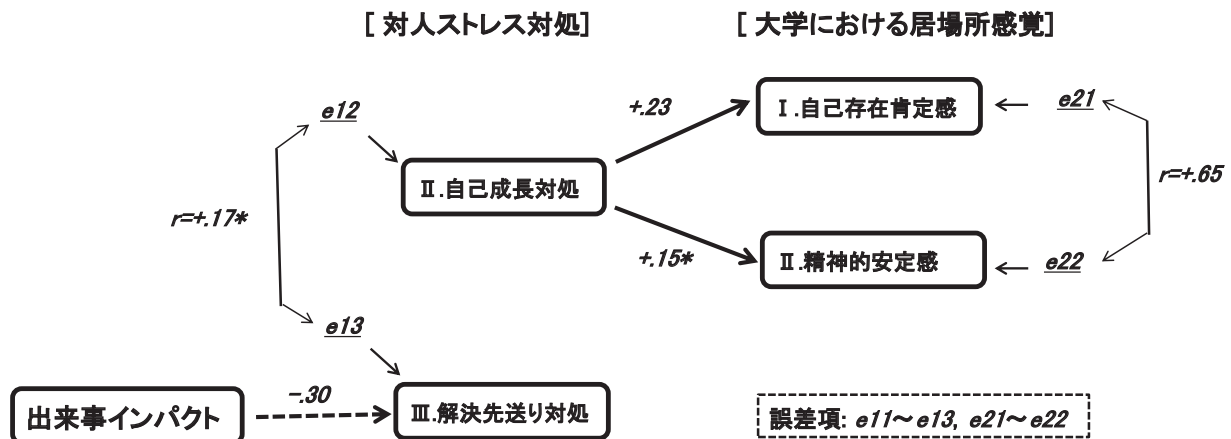 [ 対人ストレス対処]
[ 大学における居場所感覚]
e12
+.23
Ⅰ.自己存在肯定感
e21
Ⅱ.自己成長対処
r=+.17*
r=+.65
+.15*
Ⅱ.精神的安定感
e22
e13
出来事インパクト
-.30
Ⅲ.解決先送り対処
誤差項: e11~e13, e21~e22